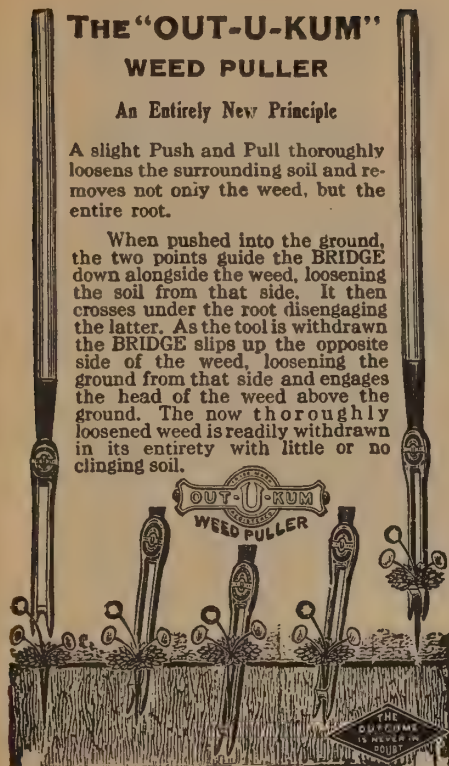 THE "OUT-U-KUM"
WEED PULLER
An Entirely New Principle
A slight Push and Pull thoroughly
loosens the surrounding soil and re-
moves not only the weed, but the
entire root.
When pushed into the ground,
the two points guide the BRIDGE
down alongside the weed, loosening
the soil from that side. It then
crosses under the root disengaging
the latter. As the tool is withdrawn
the BRIDGE slips up the opposite
side of the weed, loosening the
ground from that side and engages
the head of the weed above the
ground. The now thoroughly
loosened weed is readily withdrawn
in its entirety with little or no
clinging soil.
OUT-U-KUM
WEED PULLER
THE
OUTCOME
IS NEVER IN
DOUBT